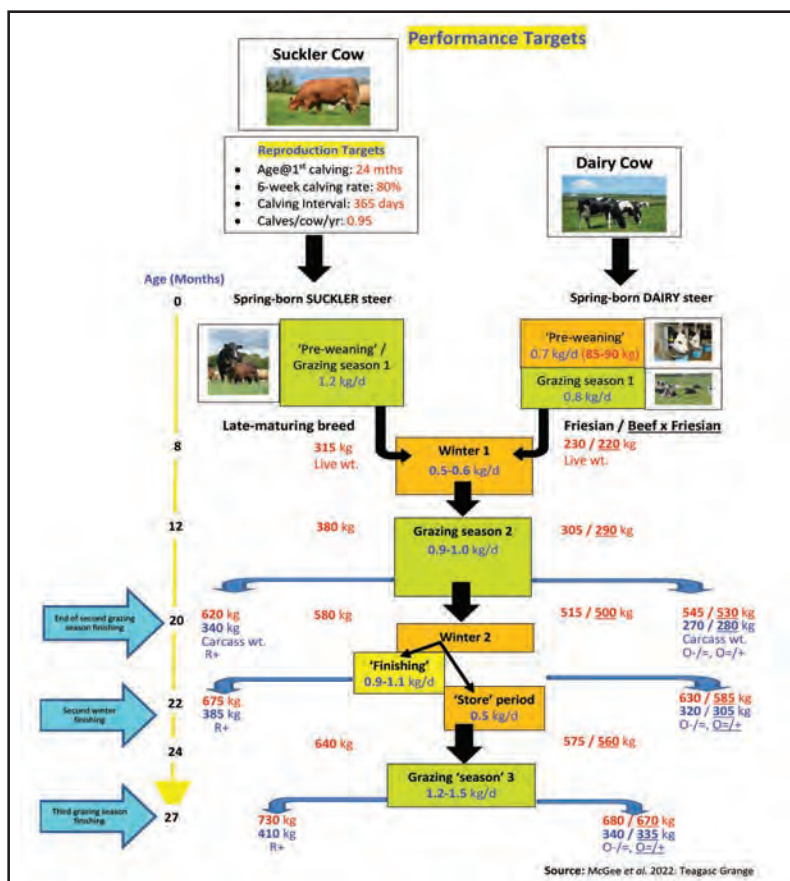 Performance Targets
Suckler Cow
Reproduction Targets
• Age@1st calving: 24 mths
• 6-week calving rate: 80%
• Calving Interval: 365 days
• Calves/cow/yr: 0.95
Dairy Cow
Age (Months)
0
Spring-born SUCKLER steer
Spring-born DAIRY steer
'Pre-weaning' /
Grazing season 1
1.2 kg/d
'Pre-weaning'
0.7 kg/d (85-90 kg)
Grazing season 1
0.8 kg/d
Late-maturing breed
Friesian / Beef x Friesian
8
315 kg
Live wt.
Winter 1
0.5-0.6 kg/d
230 / 220 kg
Live wt.
12
380 kg
Grazing season 2
0.9-1.0 kg/d
305 / 290 kg
End of second grazing
season finishing
20
620 kg
340 kg
Carcass wt.
R+
580 kg
515 / 500 kg
545 / 530 kg
270 / 280 kg
Carcass wt.
O-/=, O=/+
Winter 2
'Finishing'
0.9-1.1 kg/d
'Store' period
0.5 kg/d
Second winter
finishing
22
675 kg
385 kg
R+
630 / 585 kg
320 / 305 kg
O-/=, O=/+
24
640 kg
575 / 560 kg
Grazing 'season' 3
1.2-1.5 kg/d
Third grazing season
finishing
27
730 kg
410 kg
R+
680 / 670 kg
340 / 335 kg
O-/=, O=/+
Source: McGee et al. 2022: Teagasc Grange